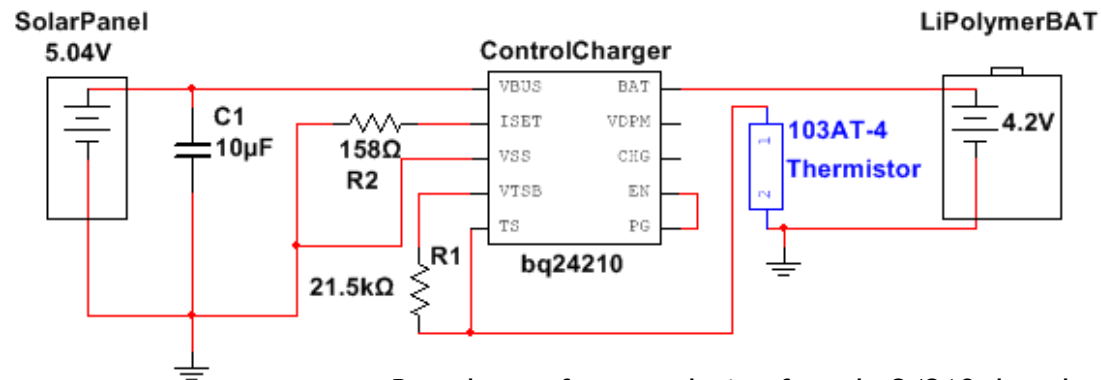 SolarPanel
5.04V
LiPolymerBAT
ControlCharger
VBUS BAT
C1
10µF
ISET VDPM
158Ω
R2
VSS CHG
VTSB EN
TS PG
R1
21.5kΩ
bq24210
103AT-4
Thermistor
1
2
4.2V